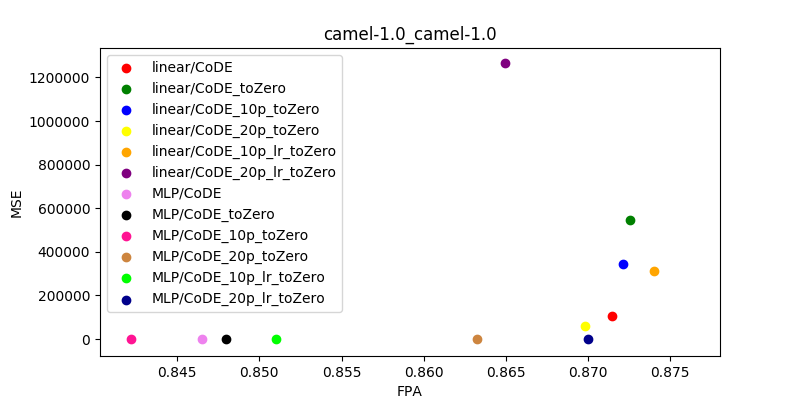 camel-1.0_camel-1.0
MSE
1200000
1000000
800000
600000
400000
200000
0
linear/CoDE
linear/CoDE_toZero
linear/CoDE_10p_toZero
linear/CoDE_20p_toZero
linear/CoDE_10p_lr_toZero
linear/CoDE_20p_lr_toZero
MLP/CoDE
MLP/CoDE_toZero
MLP/CoDE_10p_toZero
MLP/CoDE_20p_toZero
MLP/CoDE_10p_lr_toZero
MLP/CoDE_20p_lr_toZero
0.845 0.850 0.855 0.860 0.865 0.870 0.875
FPA